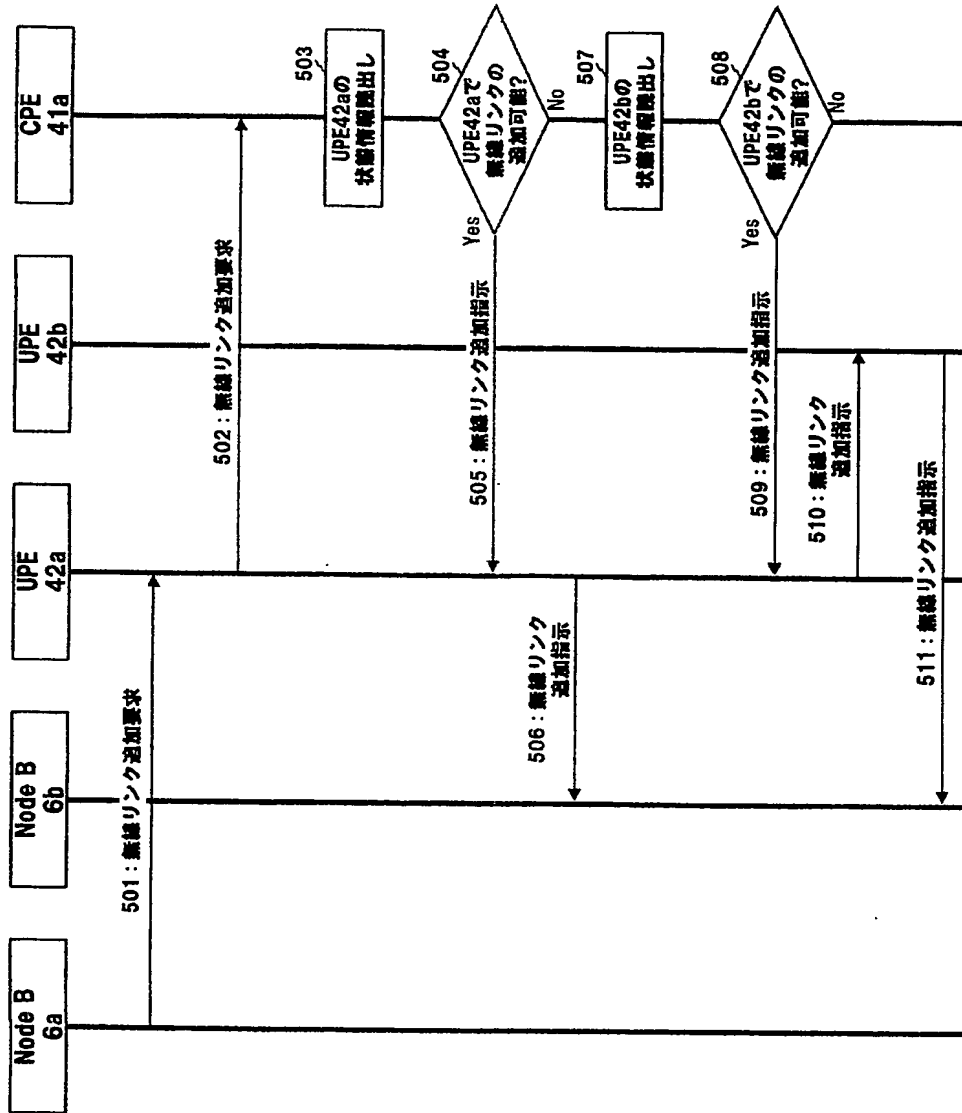 Node B
6a
Node B
6b
UPE
42a
UPE
42b
CPE
41a
501：無線リンク追加要求
502：無線リンク追加要求
503
UPE42aの
状態情報読出し
504
UPE42aで
無線リンクの
追加可能?
Yes
No
505：無線リンク追加指示
506：無線リンク
追加指示
507
UPE42bの
状態情報読出し
508
UPE42bで
無線リンクの
追加可能?
Yes
No
509：無線リンク追加指示
510：無線リンク
追加指示
511：無線リンク追加指示